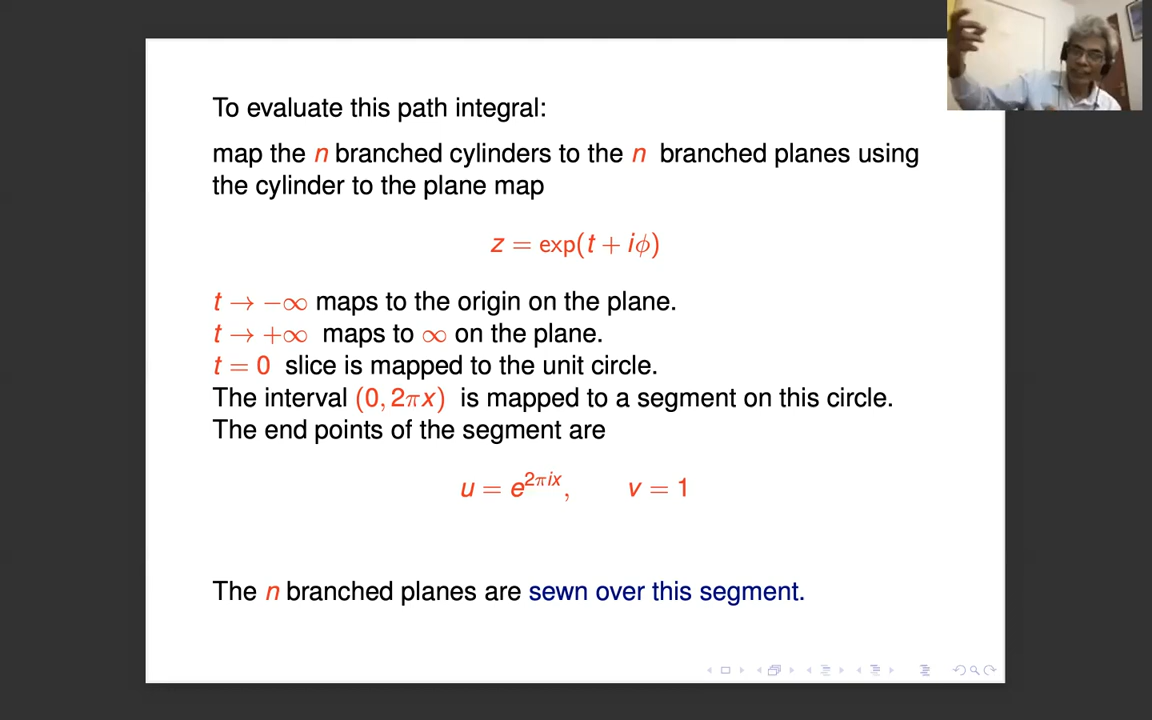 To evaluate this path integral:
map the n branched cylinders to the n branched planes using
the cylinder to the plane map
z = exp(t + iϕ)
t → −∞ maps to the origin on the plane.
t → +∞ maps to ∞ on the plane.
t = 0 slice is mapped to the unit circle.
The interval (0, 2πx) is mapped to a segment on this circle.
The end points of the segment are
u = e^{2πix}, v = 1
The n branched planes are sewn over this segment.